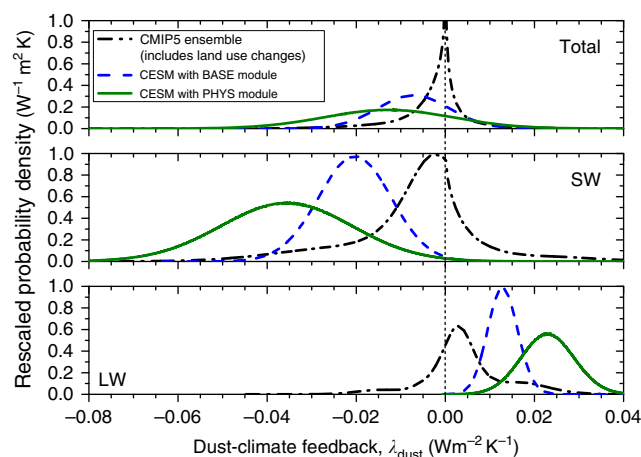 Rescaled probability density (W⁻¹ m² K)
1.0
0.8
0.6
0.4
0.2
0.0
CMIP5 ensemble
(includes land use changes)
CESM with BASE module
CESM with PHYS module
Total
1.0
0.8
0.6
0.4
0.2
0.0
SW
1.0
0.8
0.6
0.4
0.2
0.0
LW
−0.08 −0.06 −0.04 −0.02 0.00 0.02 0.04
Dust-climate feedback, λdust (Wm⁻² K⁻¹)